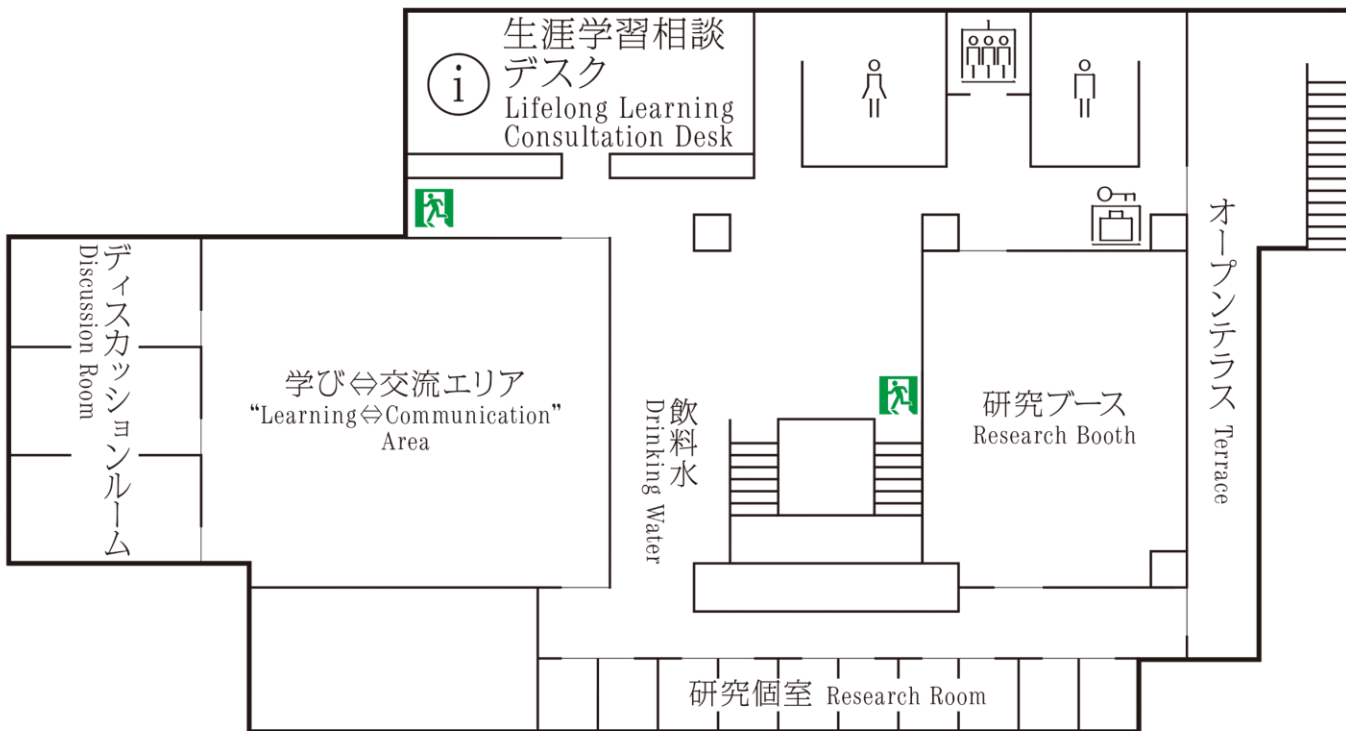 生涯学習相談
デスク
Lifelong Learning
Consultation Desk
i
ディスカッションルーム
Discussion Room
学び⇔交流エリア
“Learning⇔Communication”
Area
飲料水
Drinking Water
研究ブース
Research Booth
オープンテラス Terrace
研究個室 Research Room